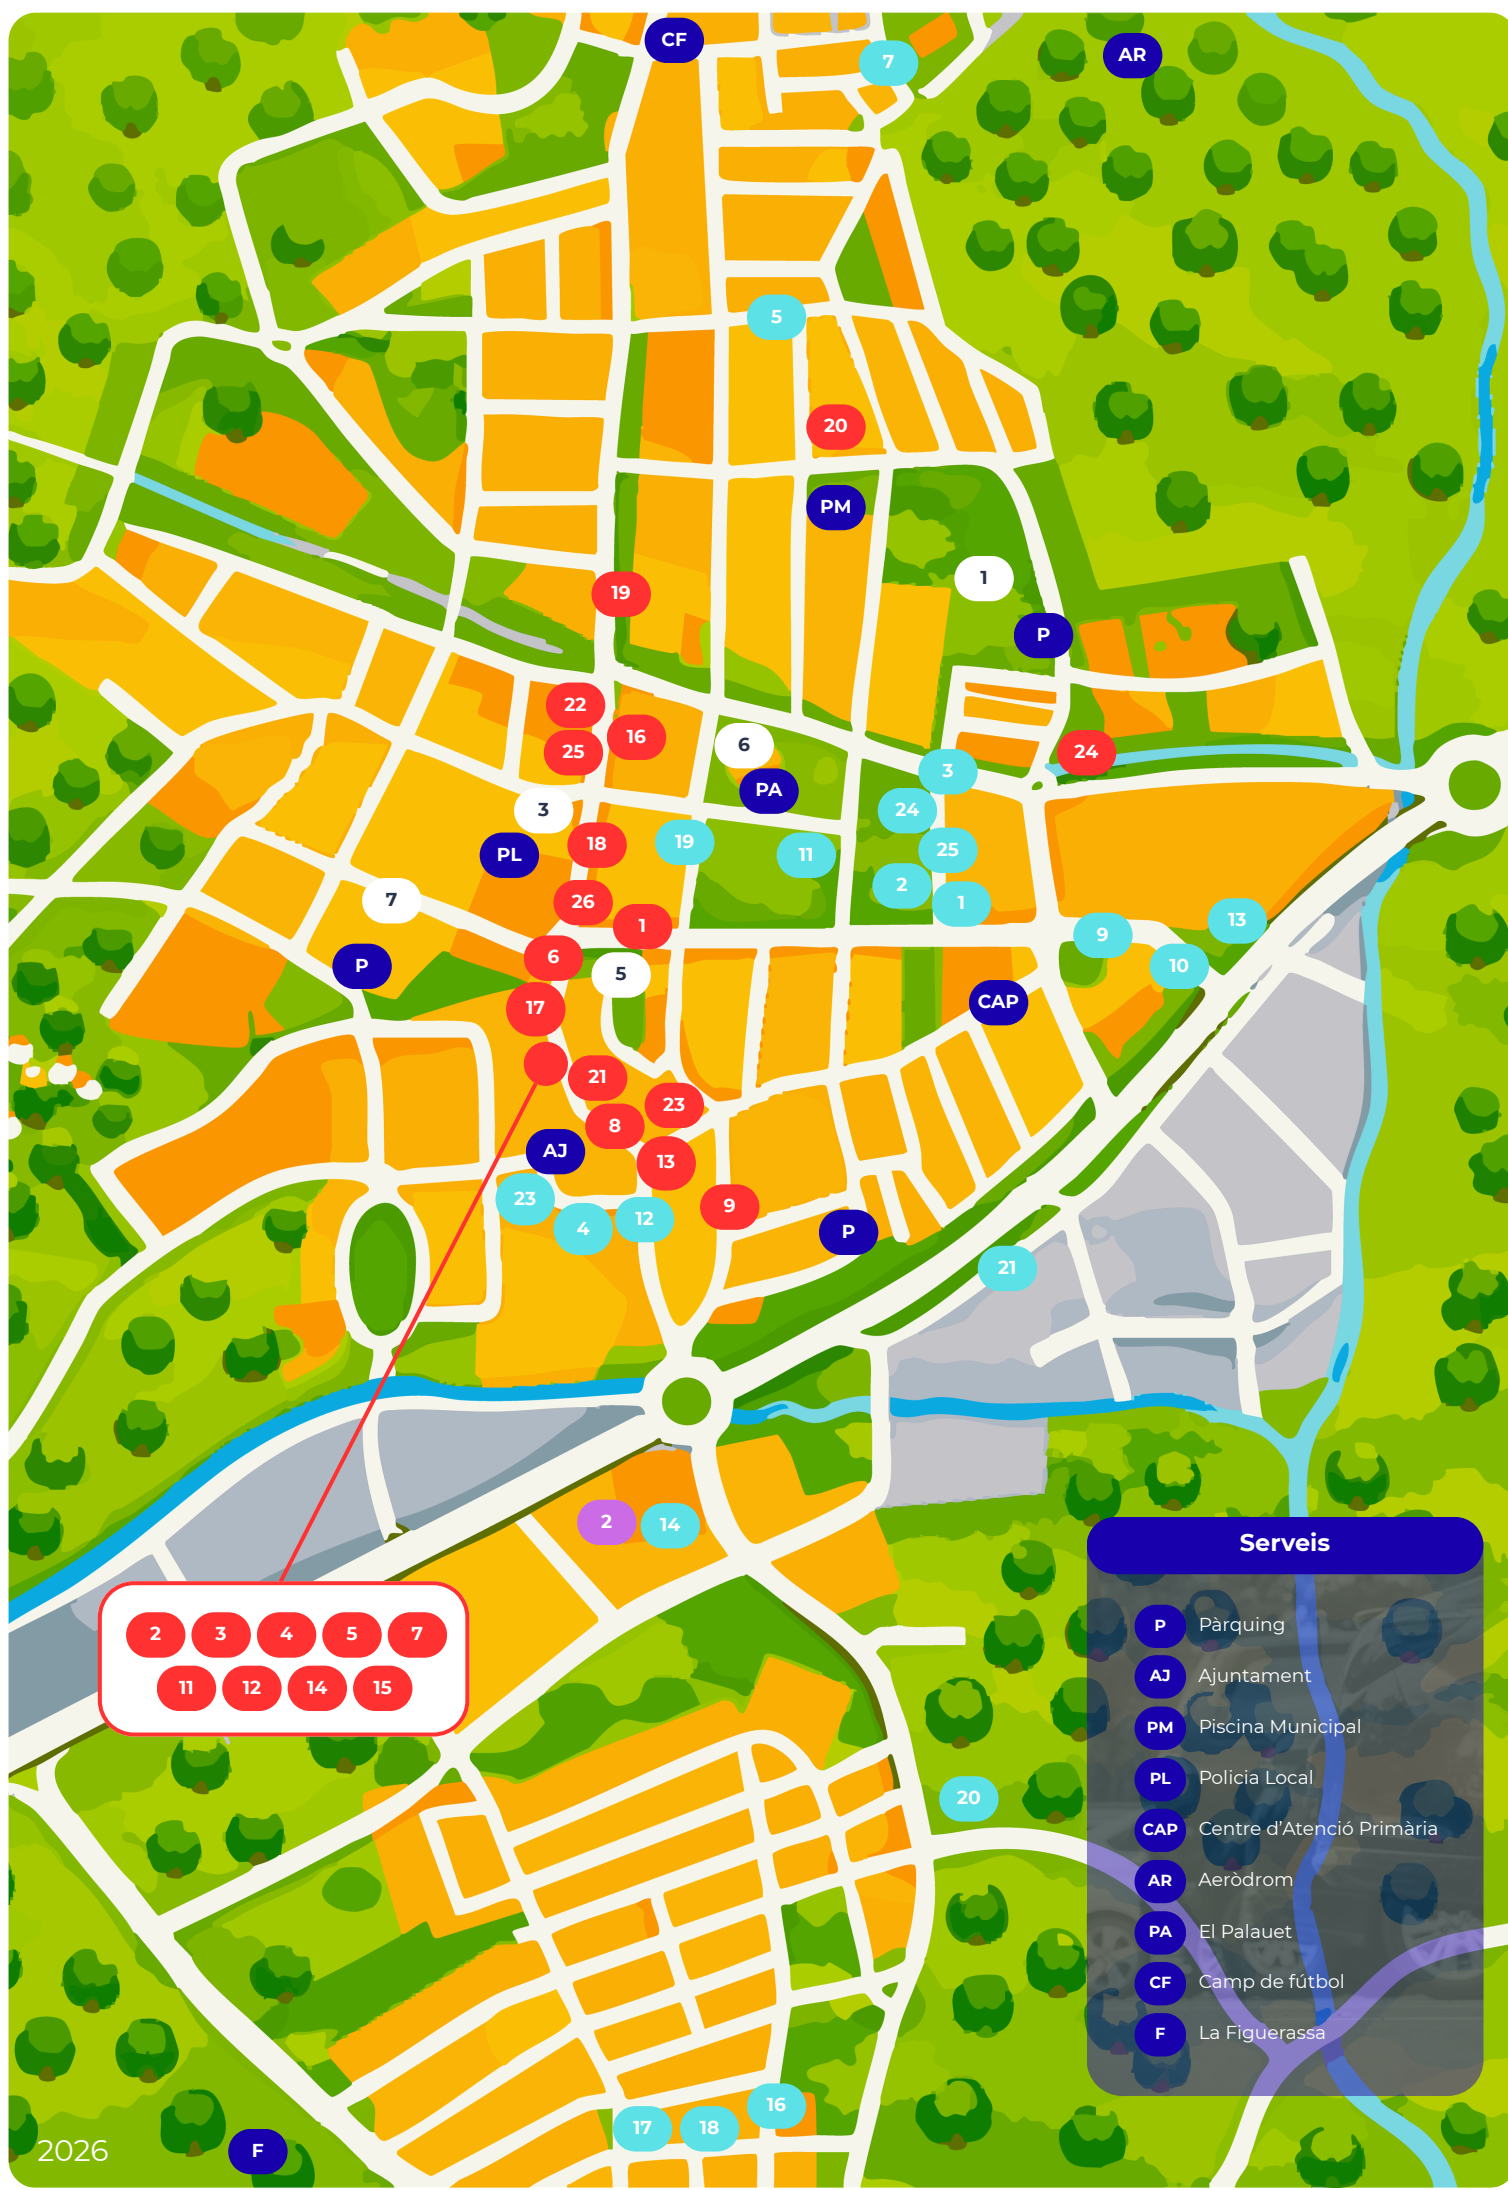 CF
AR
7
5
20
PM
1
19
P
22
16
25
6
PA
3
24
3
24
PL
18
19
11
25
2
1
7
26
1
13
9
10
P
6
5
17
CAP
21
23
8
AJ
13
23
4
12
9
P
21
2
14
2 3 4 5 7
11 12 14 15
20
16
17
18
F
2026
Serveis
P Pàrquing
AJ Ajuntament
PM Piscina Municipal
PL Policia Local
CAP Centre d'Atenció Primària
AR Aeròdrom
PA El Palauet
CF Camp de fútbol
F La Figuerassa